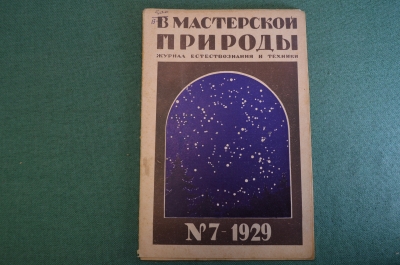 В МАСТЕРСКОЙ
ПРИРОДЫ
ЖУРНАЛ ЕСТЕСТВОЗНАНИЯ И ТЕХНИКИ
№7-1929